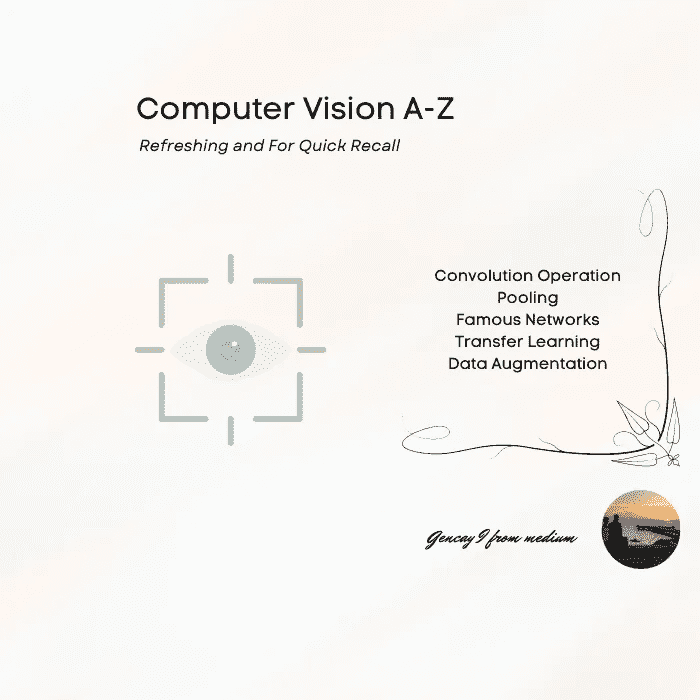 Computer Vision A-Z
Refreshing and For Quick Recall
Convolution Operation
Pooling
Famous Networks
Transfer Learning
Data Augmentation
Gencay I from medium